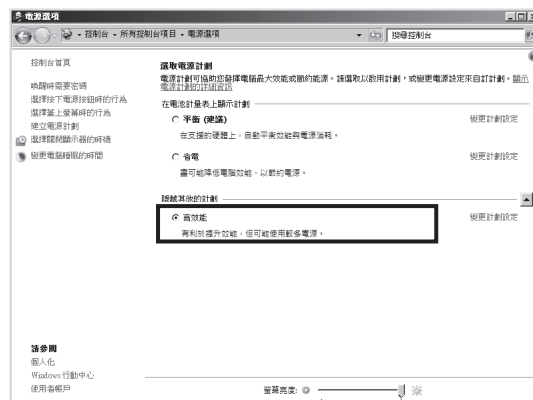 電源選項
控制台 ▸ 所有控制台項目 ▸ 電源選項
搜尋控制台
控制台首頁
喚醒時需要密碼
選擇按下電源按鈕時的行為
選擇蓋上螢幕時的行為
建立電源計劃
選擇關閉顯示器的時機
變更電腦睡眠的時間
選取電源計劃
電源計劃可協助您發揮電腦最大效能或節約能源。請選取以啟用計劃，或變更電源設定來自訂計劃。顯示
電源計劃的詳細資訊
在電池計量表上顯示計劃
平衡 (建議) 變更計劃設定
在支援的硬體上，自動平衡效能與電源消耗。
省電 變更計劃設定
盡可能降低電腦效能，以節約電源。
隱藏其他的計劃
高效能 變更計劃設定
有利於提升效能，但可能使用較多電源。
請參閱
個人化
Windows 行動中心
使用者帳戶
螢幕亮度: